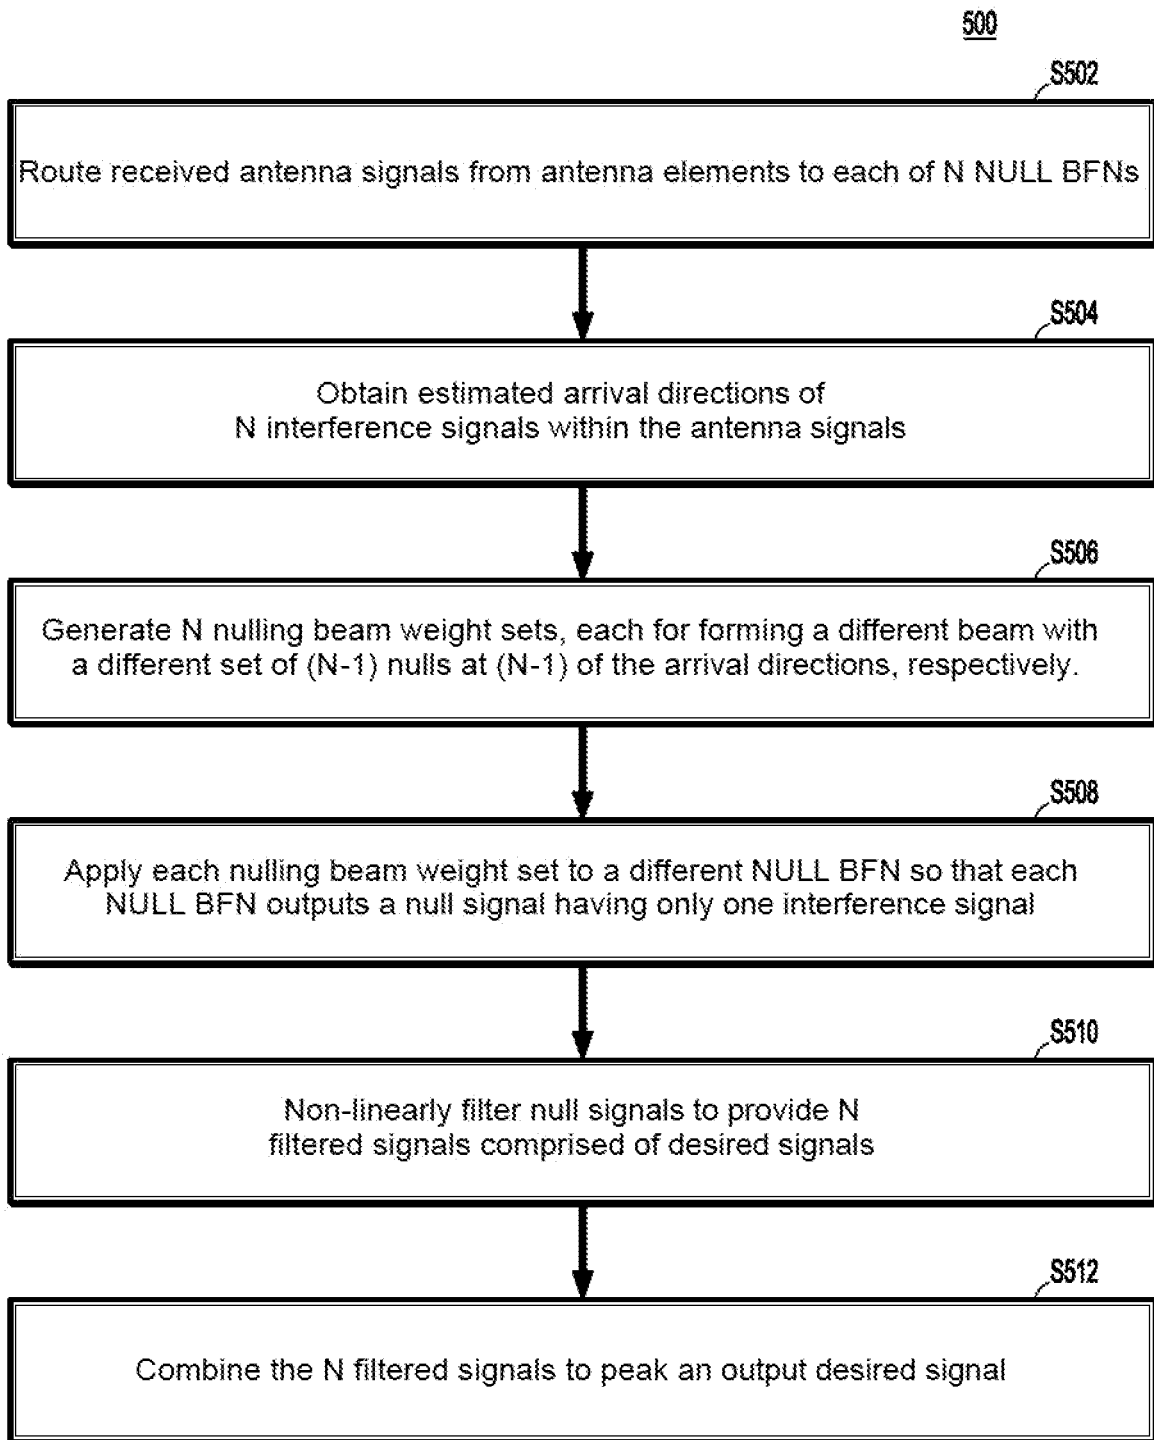 500
S502
Route received antenna signals from antenna elements to each of N NULL BFNs
S504
Obtain estimated arrival directions of
N interference signals within the antenna signals
S506
Generate N nulling beam weight sets, each for forming a different beam with
a different set of (N-1) nulls at (N-1) of the arrival directions, respectively.
S508
Apply each nulling beam weight set to a different NULL BFN so that each
NULL BFN outputs a null signal having only one interference signal
S510
Non-linearly filter null signals to provide N
filtered signals comprised of desired signals
S512
Combine the N filtered signals to peak an output desired signal